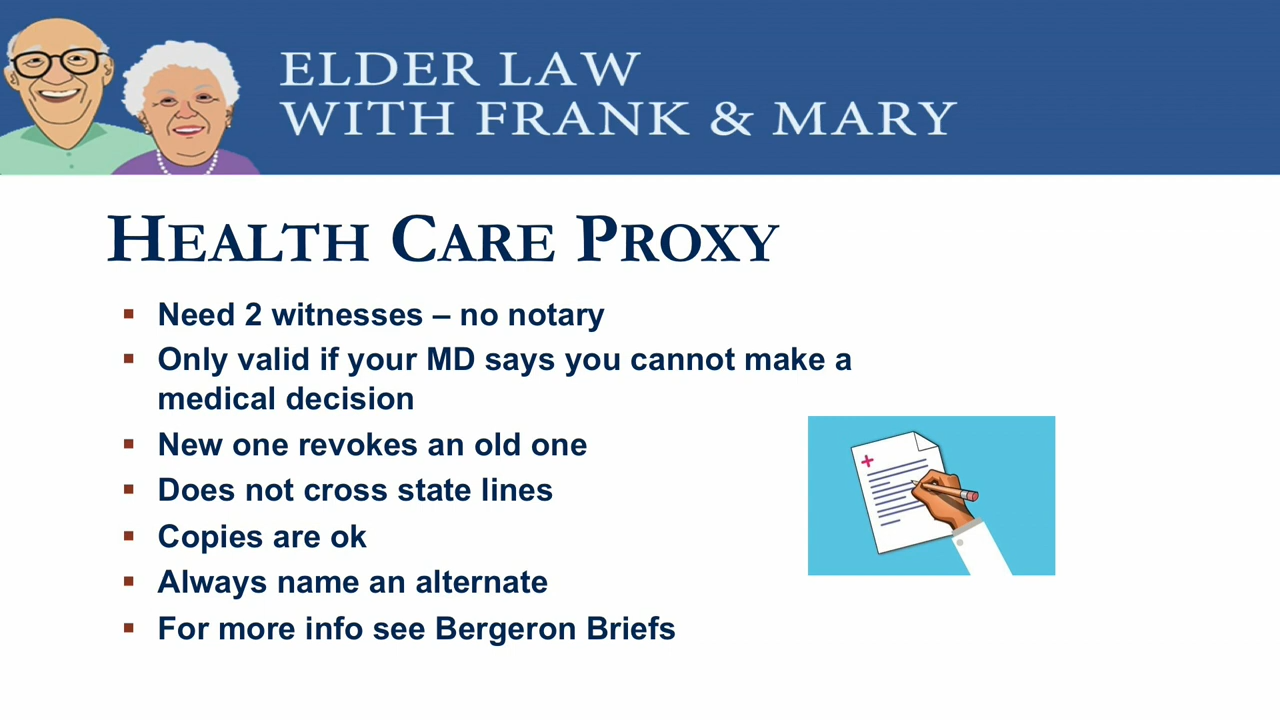 ELDER LAW
WITH FRANK & MARY
HEALTH CARE PROXY
▪ Need 2 witnesses – no notary
▪ Only valid if your MD says you cannot make a
medical decision
▪ New one revokes an old one
▪ Does not cross state lines
▪ Copies are ok
▪ Always name an alternate
▪ For more info see Bergeron Briefs